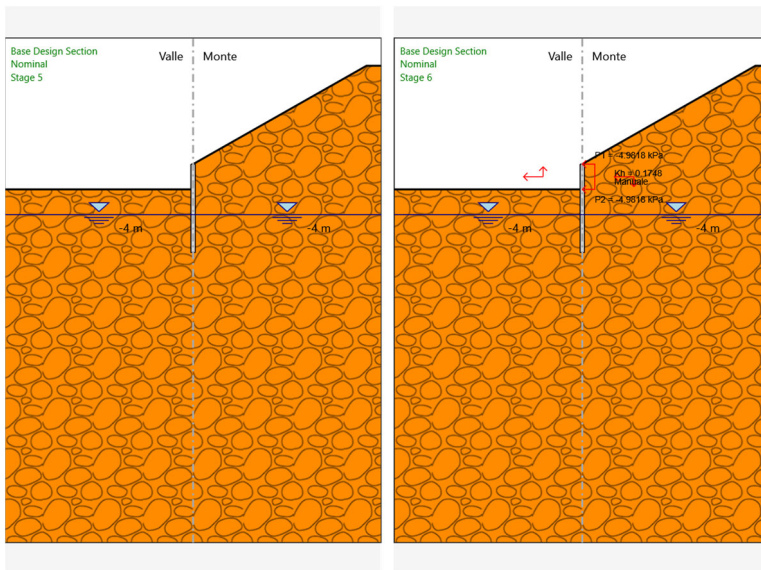 Base Design Section
Nominal
Stage 5
Valle
Monte
-4 m
-4 m
Base Design Section
Nominal
Stage 6
Valle
Monte
P1 = -4.9818 kPa
Kh = 0.1748
Manuale
P2 = -4.9818 kPa
-4 m
-4 m